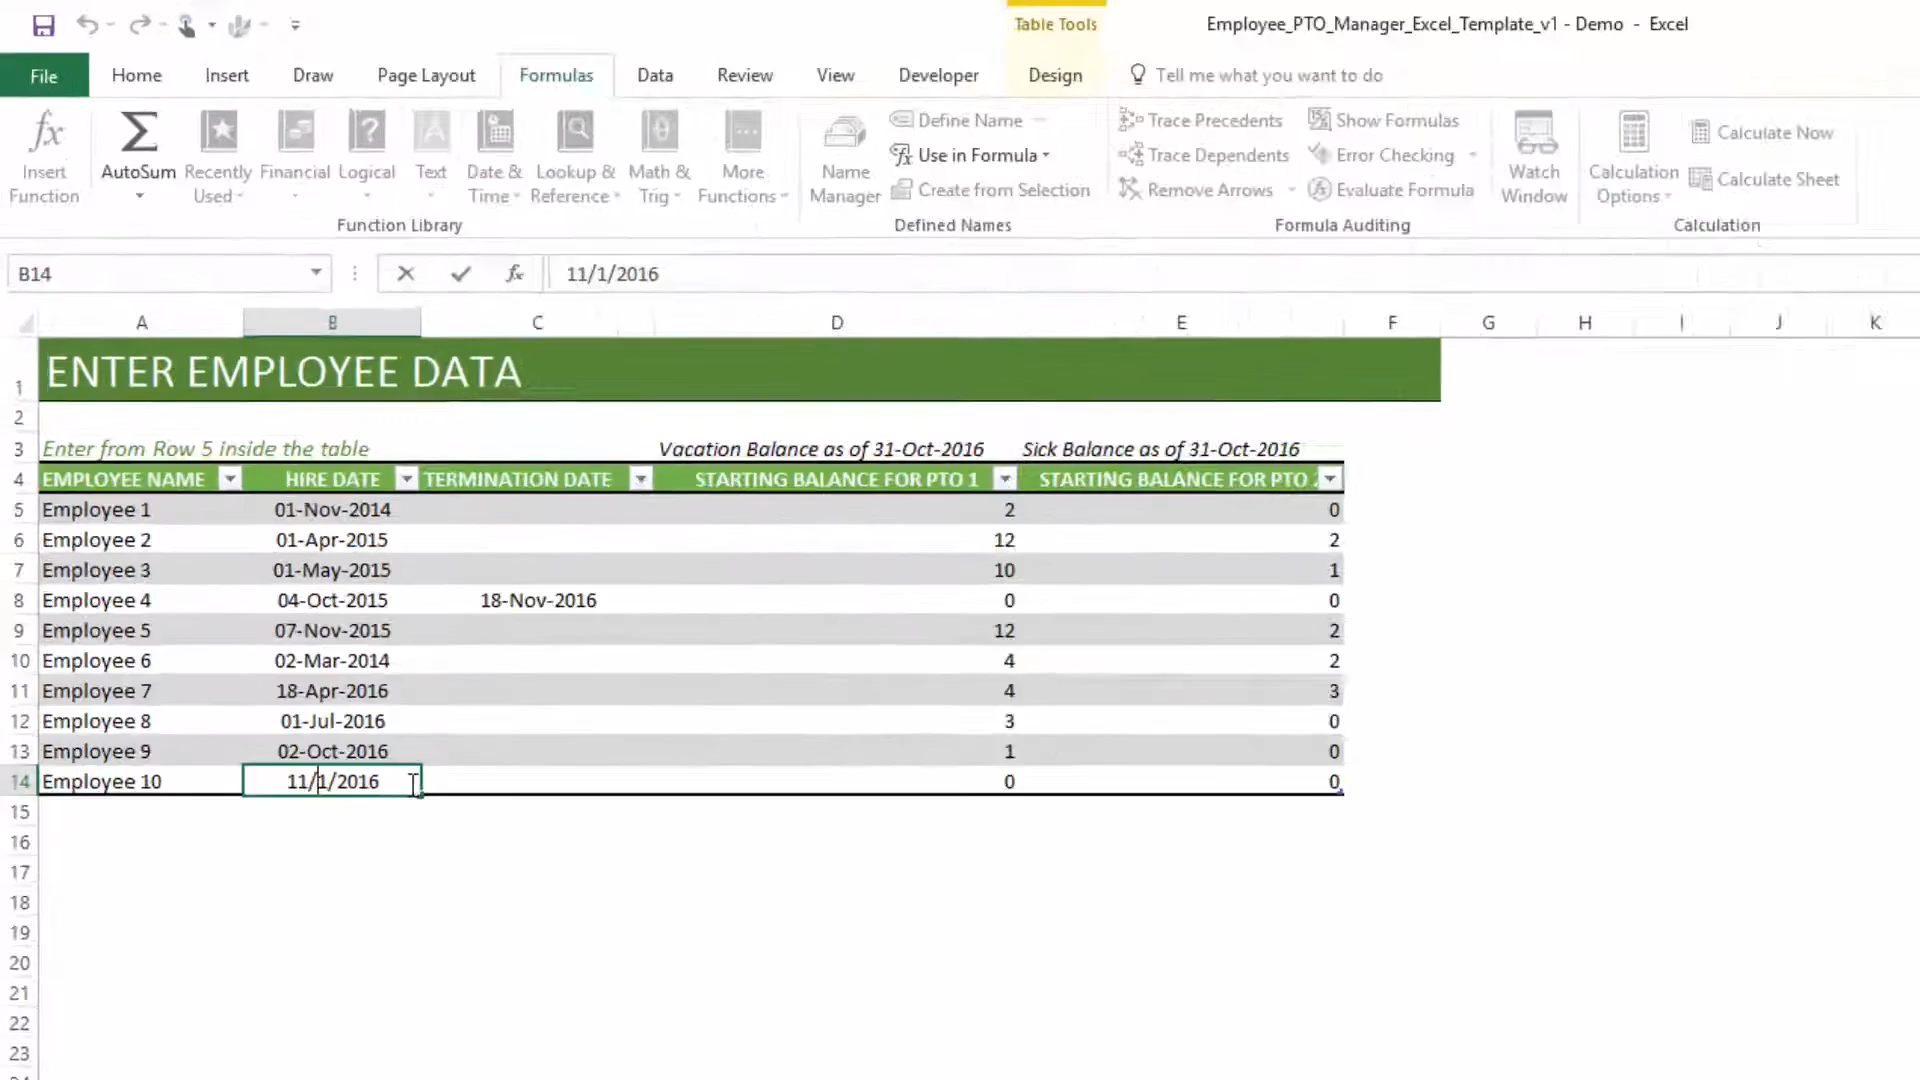 Table Tools
Employee_PTO_Manager_Excel_Template_v1 - Demo - Excel
File Home Insert Draw Page Layout Formulas Data Review View Developer Design Tell me what you want to do
Insert Function
AutoSum
Recently Used
Financial
Logical
Text
Date & Time
Lookup & Reference
Math & Trig
More Functions
Function Library
Name Manager
Define Name
Use in Formula
Create from Selection
Defined Names
Trace Precedents
Trace Dependents
Remove Arrows
Show Formulas
Error Checking
Evaluate Formula
Formula Auditing
Watch Window
Calculation Options
Calculate Now
Calculate Sheet
Calculation
B14 fx 11/1/2016
A B C D E F G H I J K
1 ENTER EMPLOYEE DATA
2
3 Enter from Row 5 inside the table Vacation Balance as of 31-Oct-2016 Sick Balance as of 31-Oct-2016
4 EMPLOYEE NAME HIRE DATE TERMINATION DATE STARTING BALANCE FOR PTO 1 STARTING BALANCE FOR PTO
5 Employee 1 01-Nov-2014 2 0
6 Employee 2 01-Apr-2015 12 2
7 Employee 3 01-May-2015 10 1
8 Employee 4 04-Oct-2015 18-Nov-2016 0 0
9 Employee 5 07-Nov-2015 12 2
10 Employee 6 02-Mar-2014 4 2
11 Employee 7 18-Apr-2016 4 3
12 Employee 8 01-Jul-2016 3 0
13 Employee 9 02-Oct-2016 1 0
14 Employee 10 11/1/2016 0 0
15
16
17
18
19
20
21
22
23